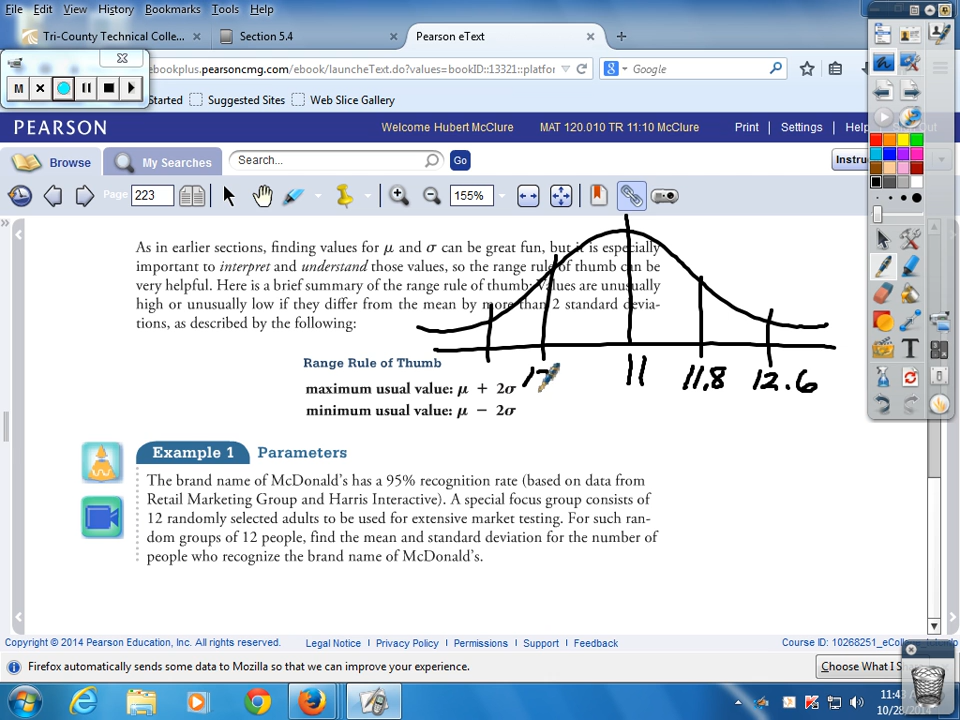 File Edit View History Bookmarks Tools Help
Tri-County Technical Colle... × Section 5.4 × Pearson eText × +
ebookplus.pearsoncmg.com/ebook/launcheText.do?values=bookID::13321::platfor
Google
Started Suggested Sites Web Slice Gallery
M
PEARSON Welcome Hubert McClure MAT 120.010 TR 11:10 McClure Print Settings
Browse My Searches Search... Go
Page 223 155%
As in earlier sections, finding values for μ and σ can be great fun, but it is especially
important to interpret and understand those values, so the range rule of thumb can be
very helpful. Here is a brief summary of the range rule of thumb: Values are unusually
high or unusually low if they differ from the mean by more than 2 standard devia-
tions, as described by the following:
Range Rule of Thumb
maximum usual value: μ + 2σ
minimum usual value: μ − 2σ
11 11.8 12.6
Example 1 Parameters
The brand name of McDonald's has a 95% recognition rate (based on data from
Retail Marketing Group and Harris Interactive). A special focus group consists of
12 randomly selected adults to be used for extensive market testing. For such ran-
dom groups of 12 people, find the mean and standard deviation for the number of
people who recognize the brand name of McDonald's.
Copyright © 2014 Pearson Education, Inc. All rights reserved. Legal Notice | Privacy Policy | Permissions | Support | Feedback
Course ID: 10268251_eCol
Firefox automatically sends some data to Mozilla so that we can improve your experience.
Choose What I S
11:43
10/28/20